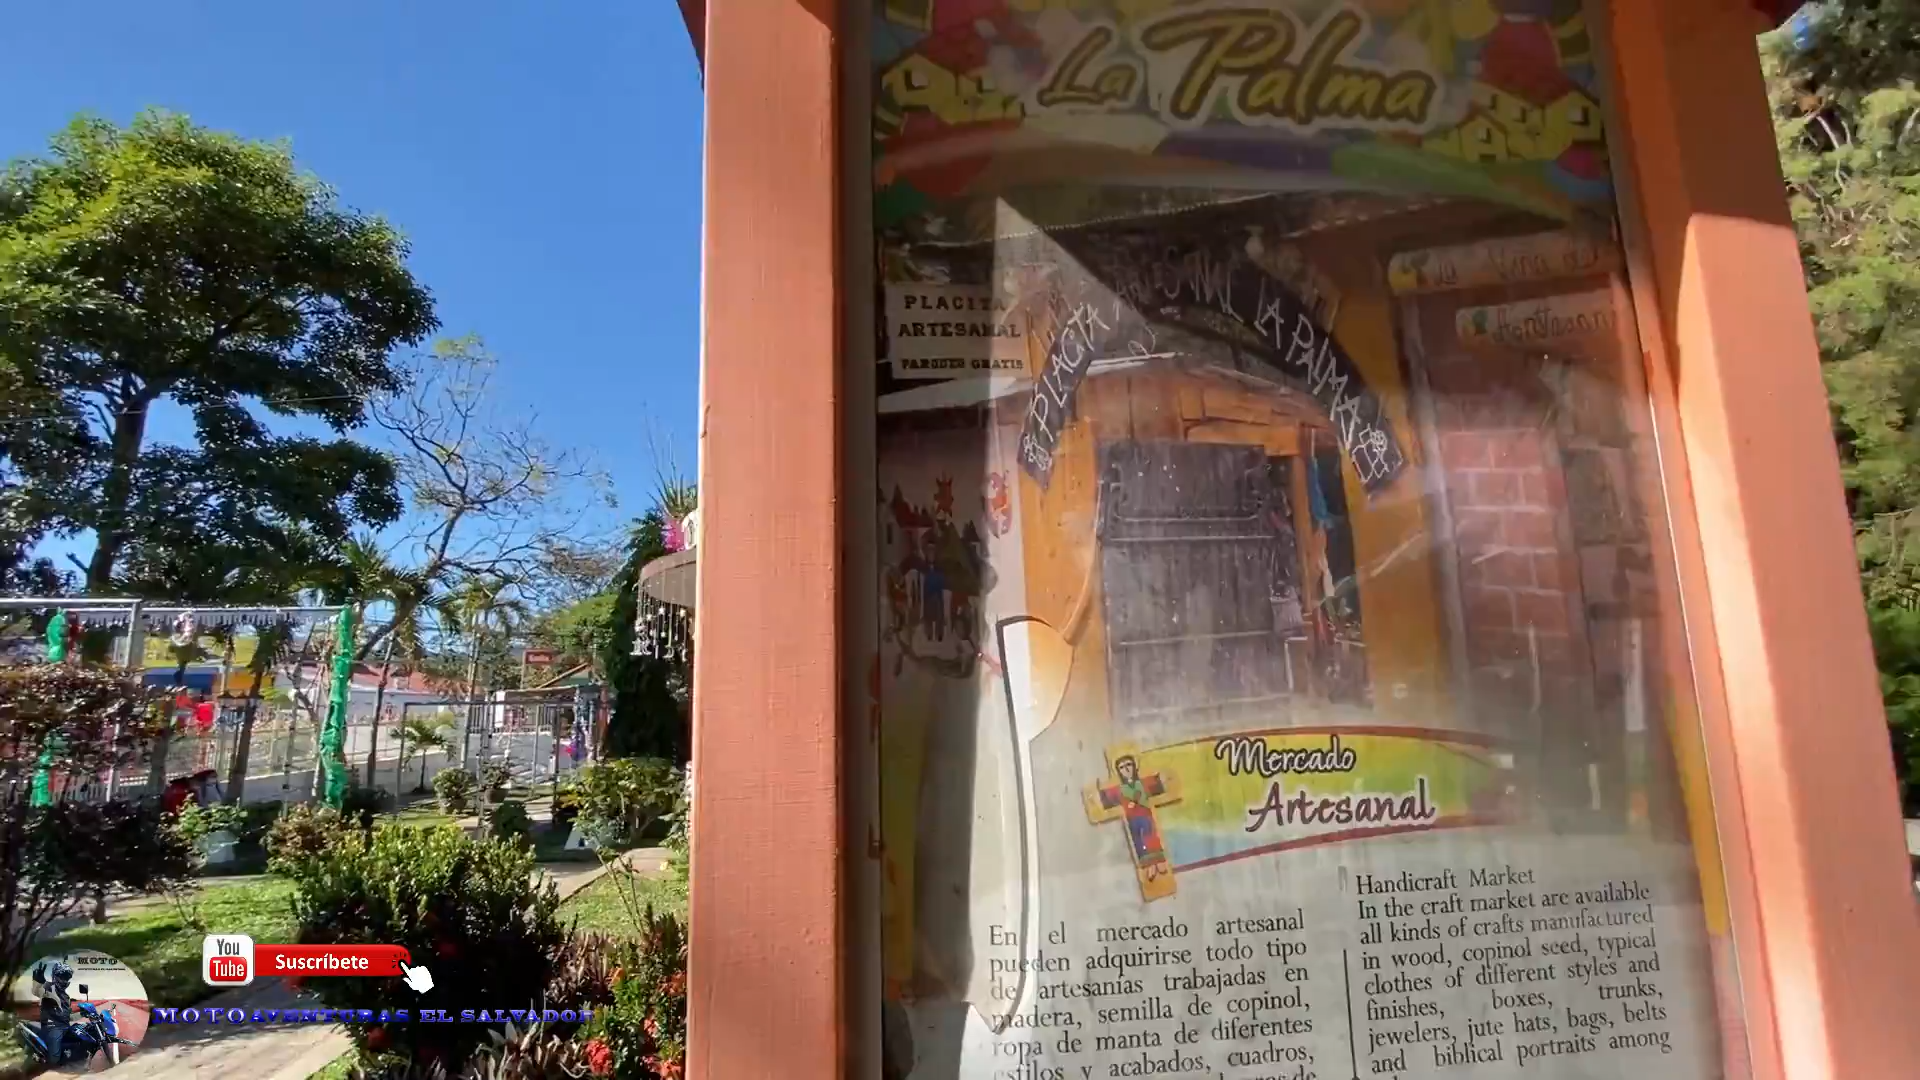 La Palma
PLACITA
ARTESANAL
PARQUEO GRATIS
PLACITA ARTESANAL LA PALMA
Mercado
Artesanal
En el mercado artesanal
pueden adquirirse todo tipo
de artesanías trabajadas en
madera, semilla de copinol,
ropa de manta de diferentes
estilos y acabados, cuadros,
Handicraft Market
In the craft market are available
all kinds of crafts manufactured
in wood, copinol seed, typical
clothes of different styles and
finishes, boxes, trunks,
jewelers, jute hats, bags, belts
and biblical portraits among
You
Tube
Suscríbete
MOTO
MOTO AVENTURAS EL SALVADOR